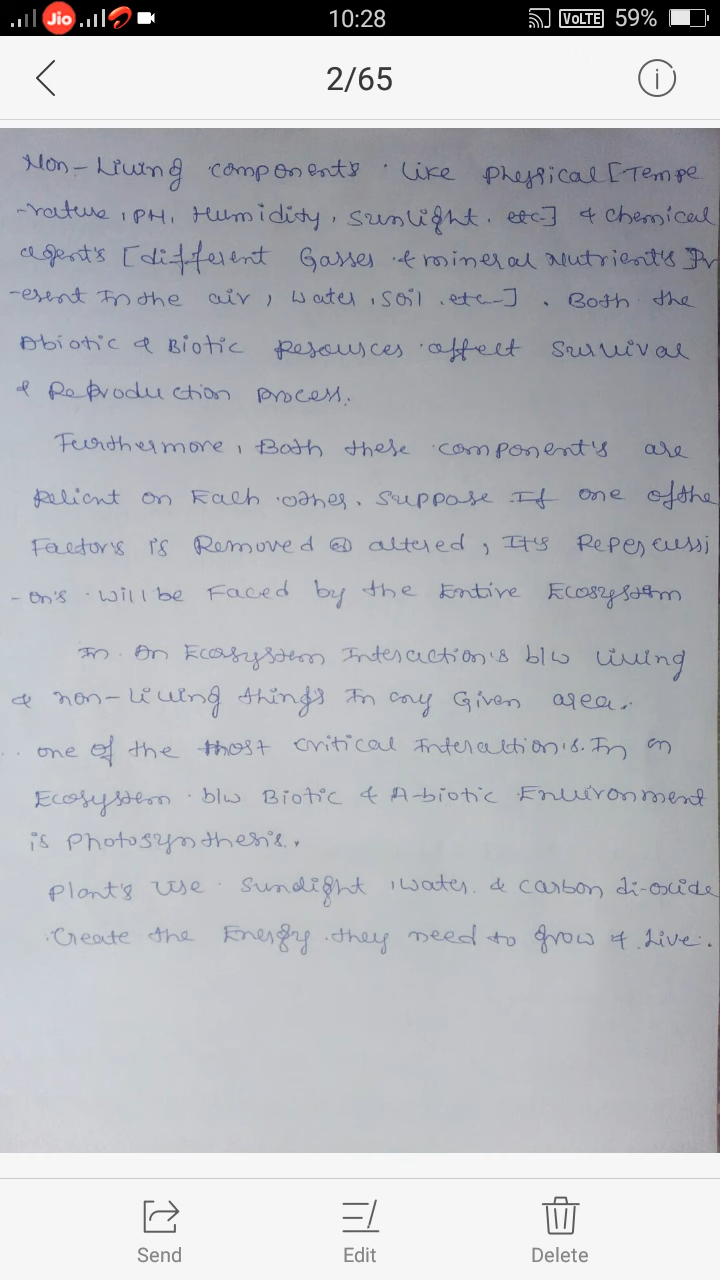 Jio
10:28
VoLTE 59%
2/65
Non-Living components like Physical [Tempe
-rature, PH, Humidity, Sunlight. etc-] & chemical
agent's [different Gasses & mineral Nutrient's Pr
-esent In the air, water, soil. etc-]. Both the
Abiotic & Biotic Resources affect Survival
& Reproduction process.
Furthermore, Both these component's are
Relient on Each other. Suppose If one of the
Factor's is Removed or altered, It's Repercussi
-on's will be Faced by the Entire Ecosystem
In An Ecosystem Interaction's b/w living
& non-living things In any Given area.
one of the most critical Interaction's. In an
Ecosystem b/w Biotic & A-biotic Environment
is Photosynthesis.
Plant's use Sunlight, water. & carbon di-oxide
Create the Energy they need to grow & Live.
Send Edit Delete